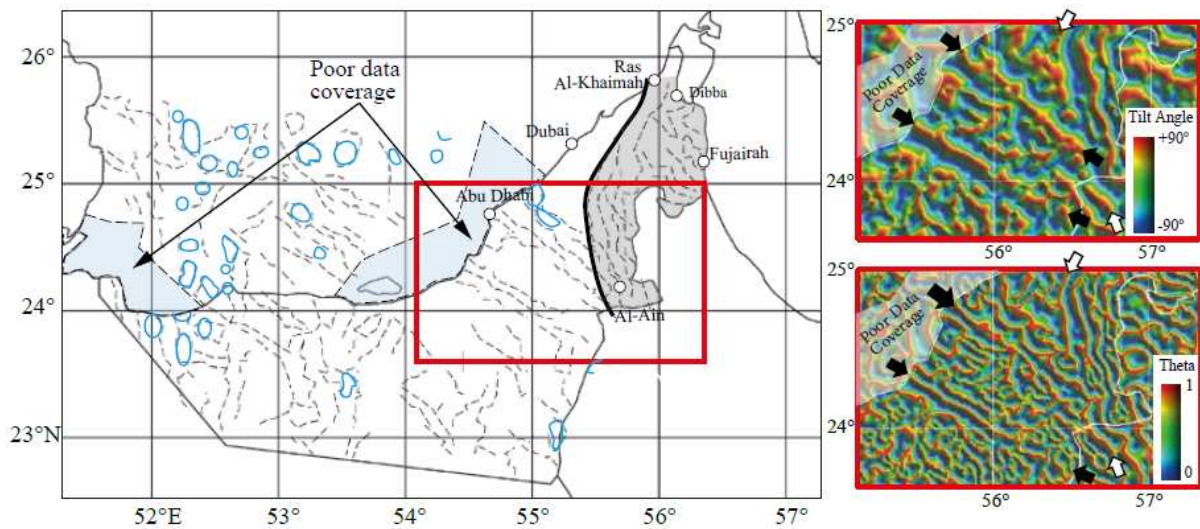 26°
25°
24°
23°N
52°E
53°
54°
55°
56°
57°
Poor data
coverage
Ras
Al-Khaimah
Dibba
Dubai
Fujairah
Abu Dhabi
Al-Ain
25°
24°
Poor Data
Coverage
Tilt Angle
+90°
-90°
56°
57°
25°
24°
Poor Data
Coverage
Theta
1
0
56°
57°